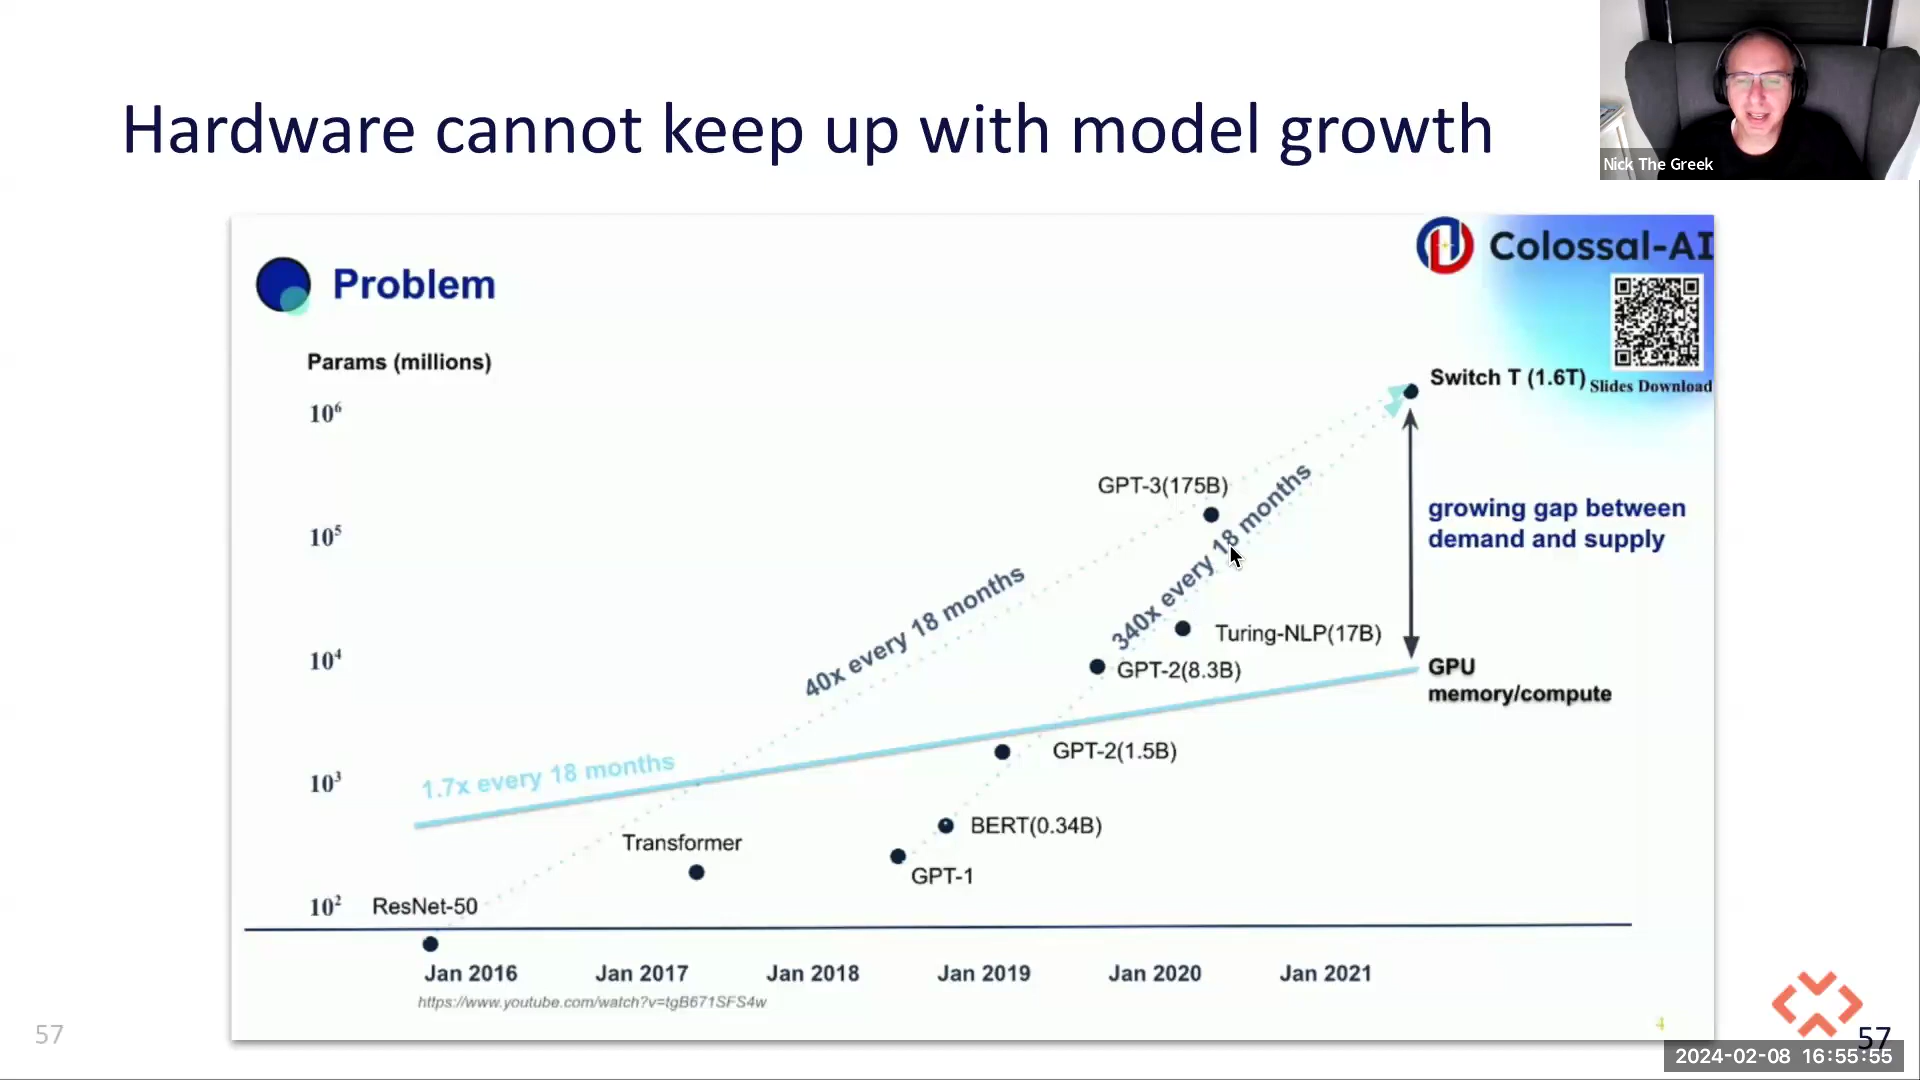 Hardware cannot keep up with model growth
Nick The Greek
Colossal-AI
Problem
Slides Download
Params (millions)
10⁶
10⁵
10⁴
10³
10²
Switch T (1.6T)
GPT-3(175B)
growing gap between
demand and supply
40x every 18 months
340x every 18 months
Turing-NLP(17B)
GPT-2(8.3B)
GPU
memory/compute
GPT-2(1.5B)
1.7x every 18 months
BERT(0.34B)
Transformer
GPT-1
ResNet-50
Jan 2016 Jan 2017 Jan 2018 Jan 2019 Jan 2020 Jan 2021
https://www.youtube.com/watch?v=tgB671SFS4w
4
57
57
2024-02-08 16:55:55